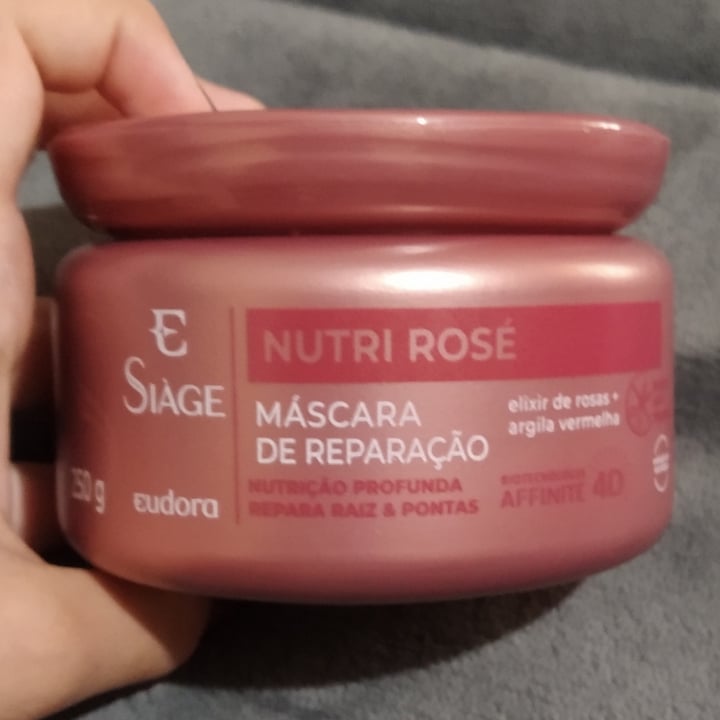 E
SIÀGE
250 g
eudora
NUTRI ROSÉ
MÁSCARA
DE REPARAÇÃO
elixir de rosas +
argila vermelha
NUTRIÇÃO PROFUNDA
REPARA RAIZ & PONTAS
AFFINITÉ 4D